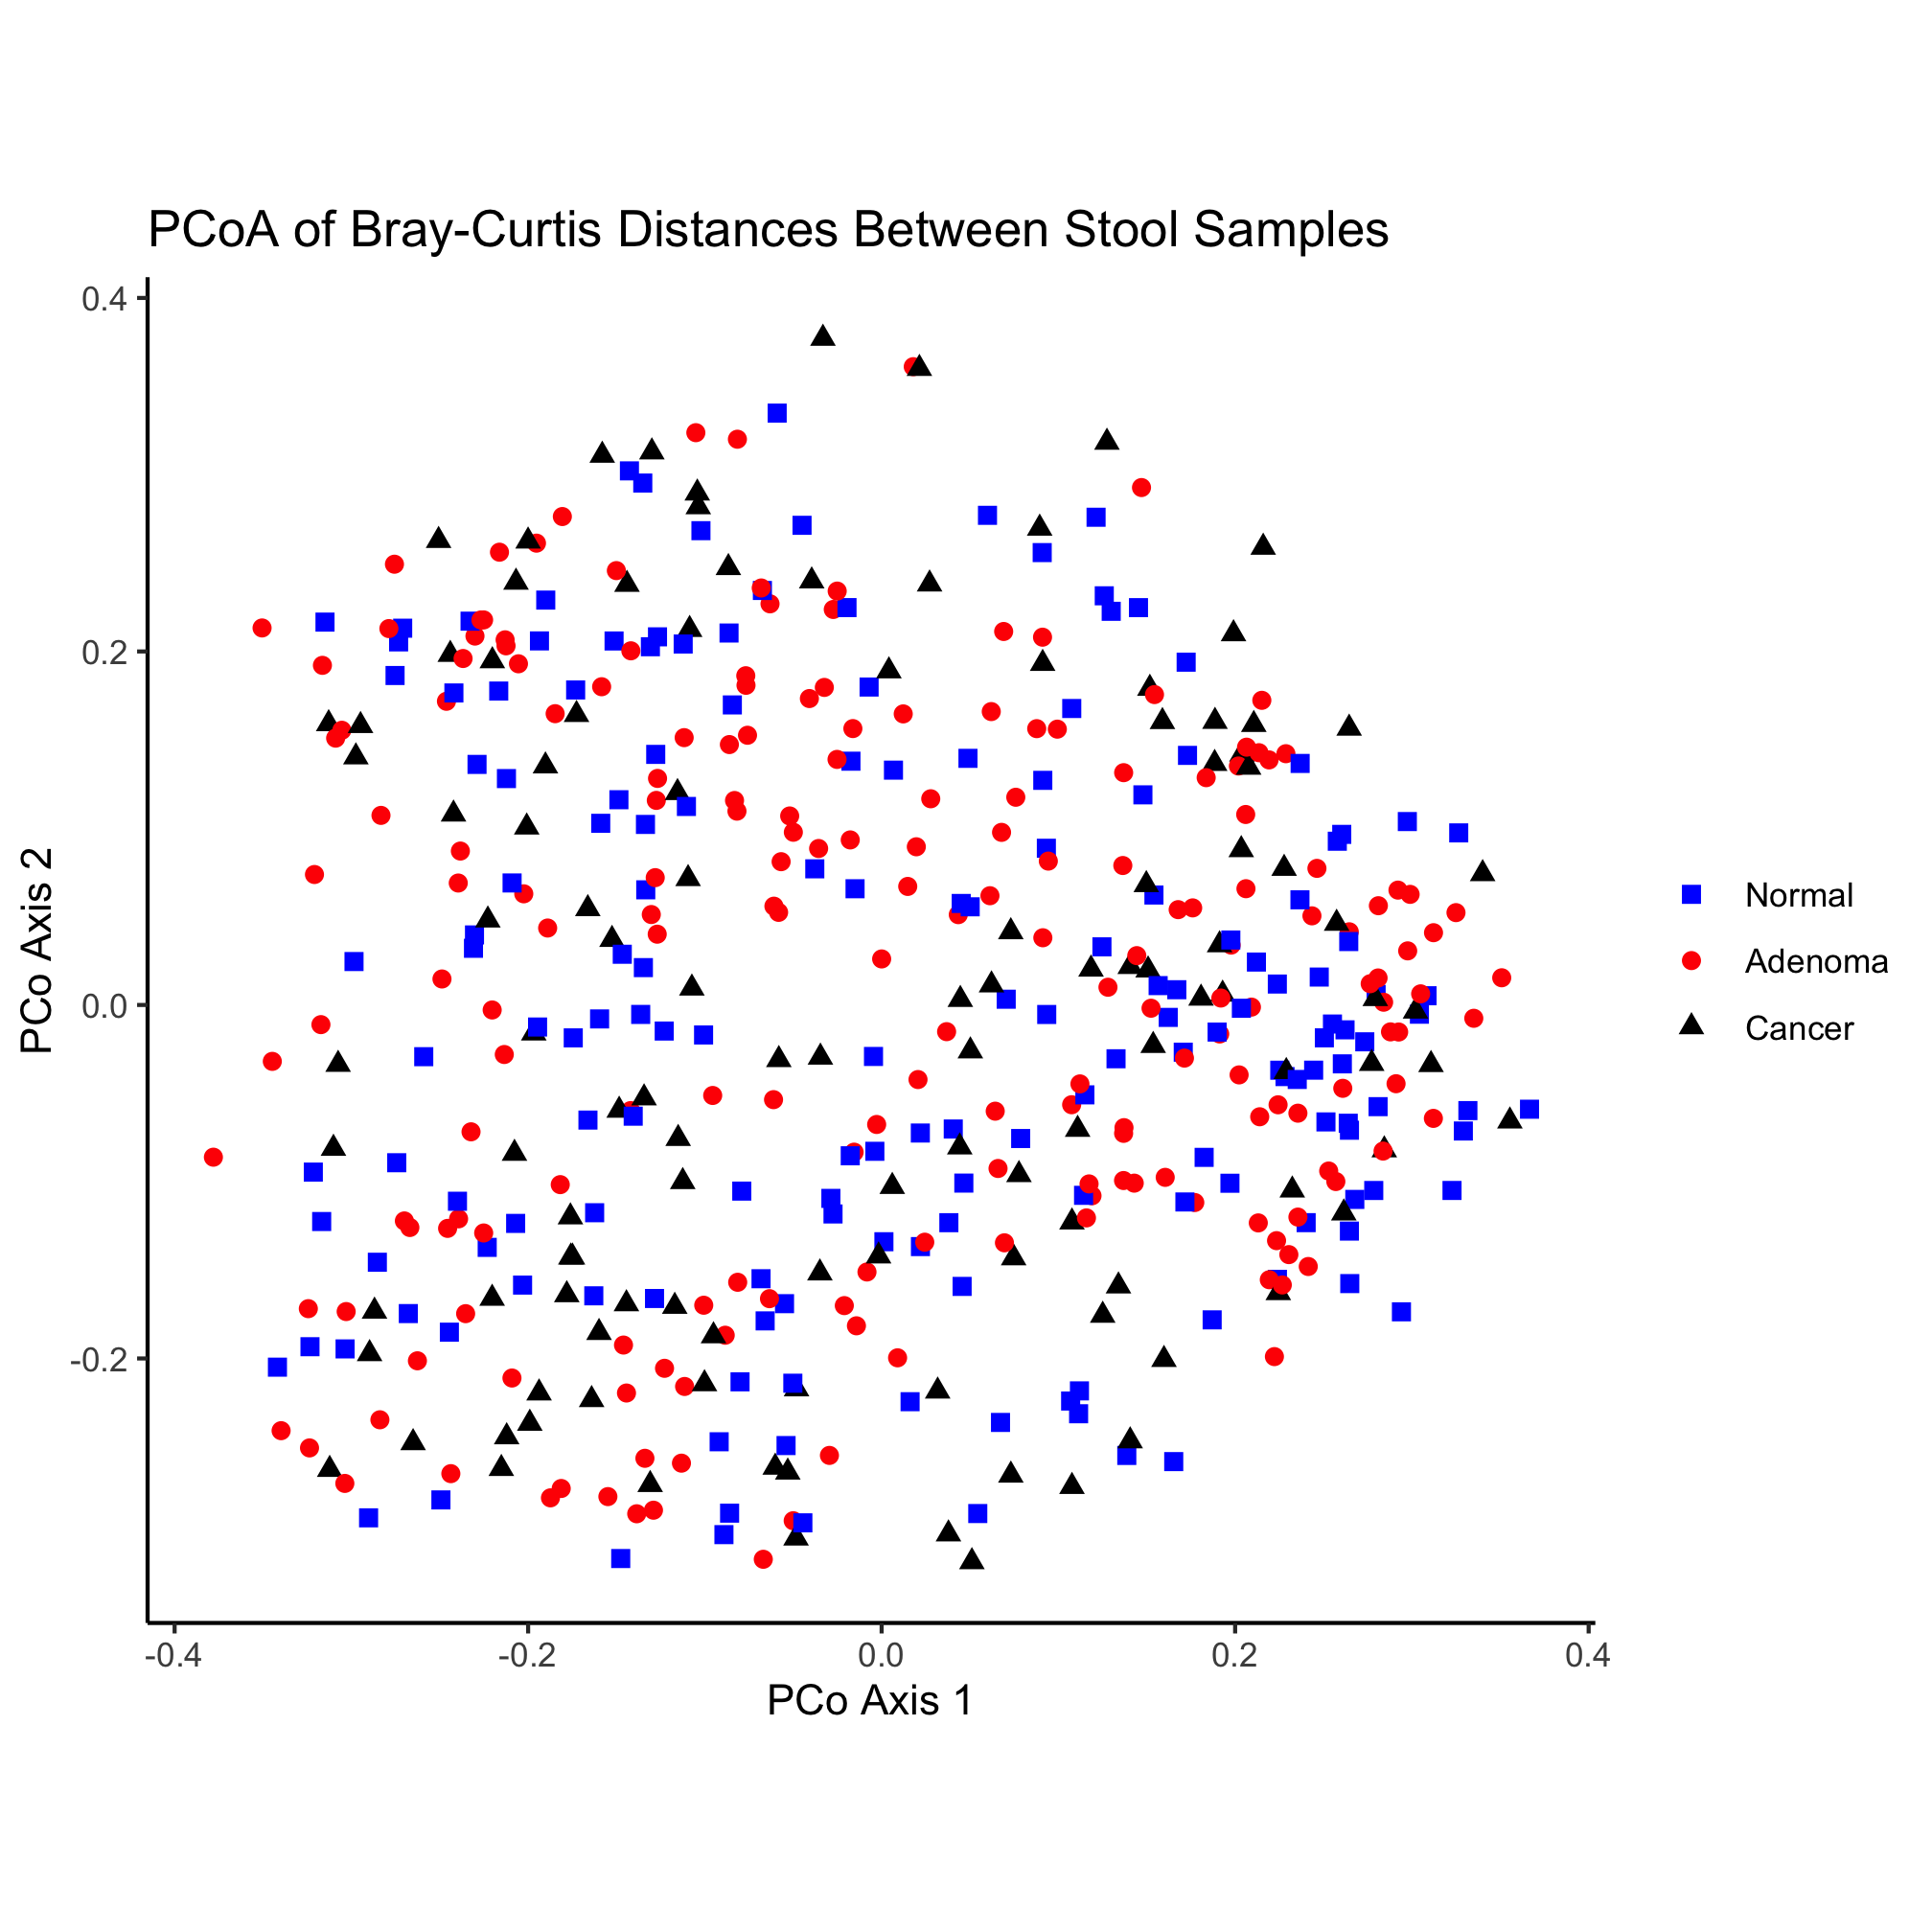 PCoA of Bray-Curtis Distances Between Stool Samples
0.4
0.2
0.0
-0.2
PCo Axis 2
-0.4
-0.2
0.0
0.2
0.4
PCo Axis 1
Normal
Adenoma
Cancer